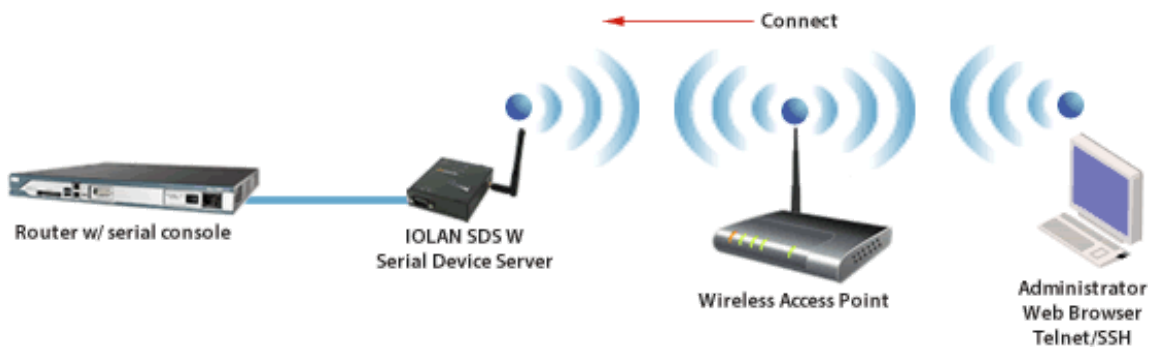 Connect
Router w/ serial console
IOLAN SDS W
Serial Device Server
Wireless Access Point
Administrator
Web Browser
Telnet/SSH